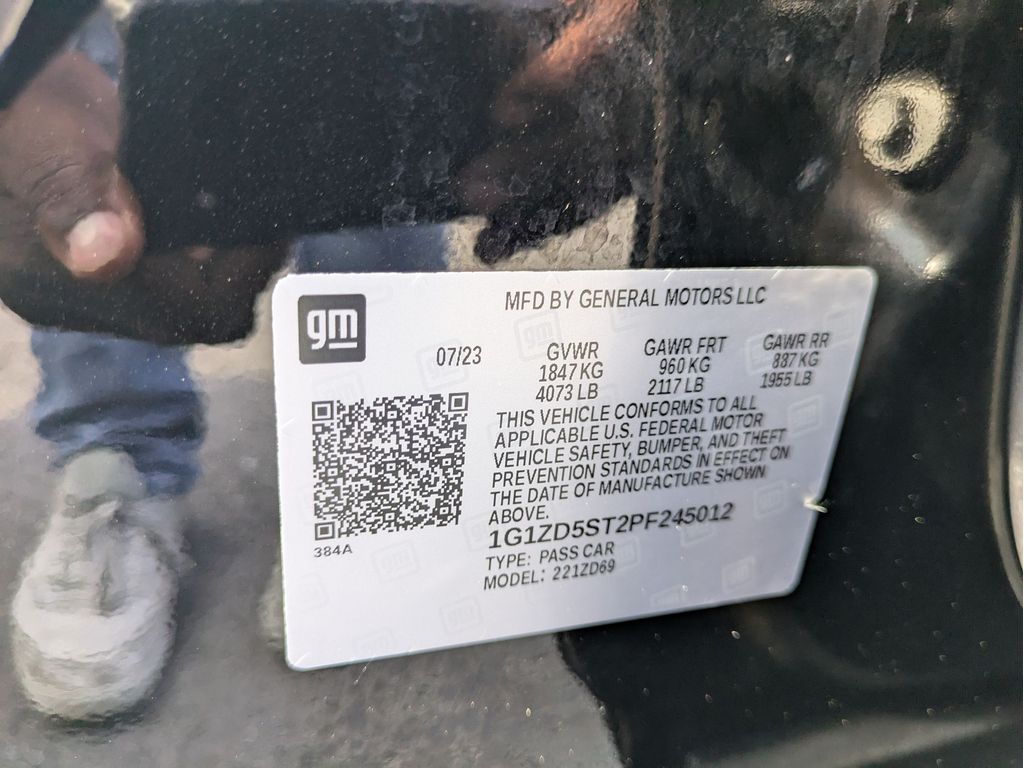 gm
MFD BY GENERAL MOTORS LLC
07/23
GVWR
1847 KG
4073 LB
GAWR FRT
960 KG
2117 LB
GAWR RR
887 KG
1955 LB
THIS VEHICLE CONFORMS TO ALL
APPLICABLE U.S. FEDERAL MOTOR
VEHICLE SAFETY, BUMPER, AND THEFT
PREVENTION STANDARDS IN EFFECT ON
THE DATE OF MANUFACTURE SHOWN
ABOVE.
1G1ZD5ST2PF245012
TYPE: PASS CAR
MODEL: 221ZD69
384A